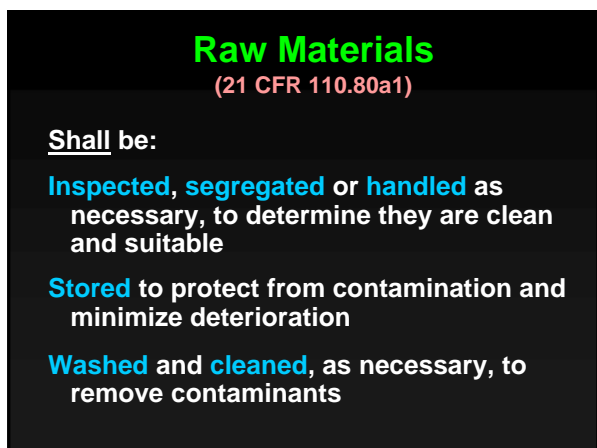 Raw Materials
(21 CFR 110.80a1)
Shall be:
Inspected, segregated or handled as
necessary, to determine they are clean
and suitable
Stored to protect from contamination and
minimize deterioration
Washed and cleaned, as necessary, to
remove contaminants